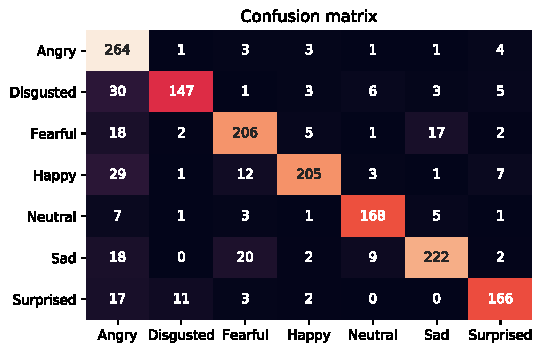 Confusion matrix
Angry 264 1 3 3 1 1 4
Disgusted 30 147 1 3 6 3 5
Fearful 18 2 206 5 1 17 2
Happy 29 1 12 205 3 1 7
Neutral 7 1 3 1 168 5 1
Sad 18 0 20 2 9 222 2
Surprised 17 11 3 2 0 0 166
Angry Disgusted Fearful Happy Neutral Sad Surprised